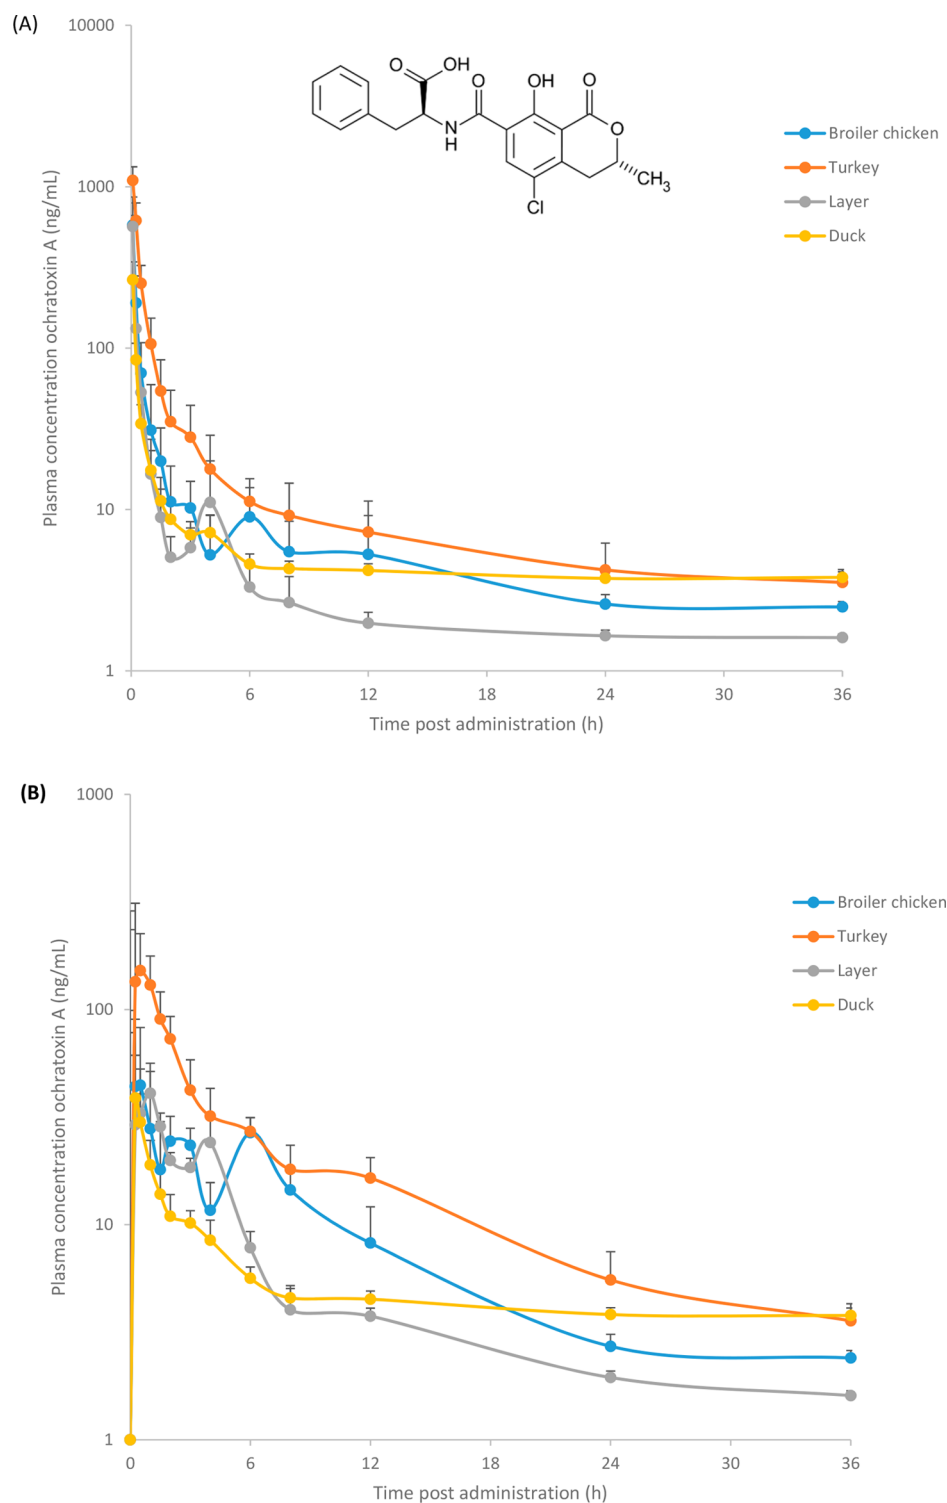 (A)
10000
1000
100
10
1
Plasma concentration ochratoxin A (ng/mL)
0 6 12 18 24 30 36
Time post administration (h)
O
OH
O
OH
O
N
H
O
Cl
CH3
Broiler chicken
Turkey
Layer
Duck
(B)
1000
100
10
1
Plasma concentration ochratoxin A (ng/mL)
0 6 12 18 24 30 36
Time post administration (h)
Broiler chicken
Turkey
Layer
Duck